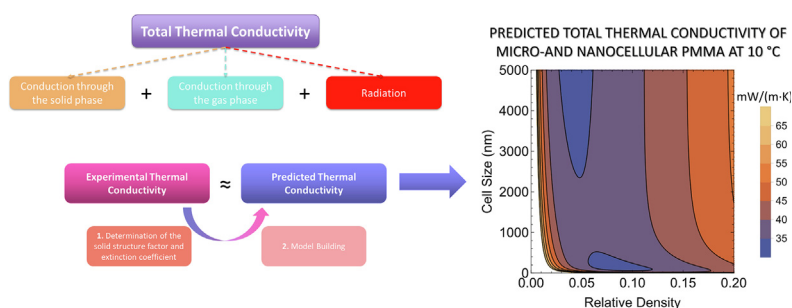 Total Thermal Conductivity
Conduction through
the solid phase
+
Conduction through
the gas phase
+
Radiation
Experimental Thermal
Conductivity
≈
Predicted Thermal
Conductivity
1. Determination of the
solid structure factor and
extinction coefficient
2. Model Building
PREDICTED TOTAL THERMAL CONDUCTIVITY OF
MICRO-AND NANOCELLULAR PMMA AT 10 °C
mW/(m·K)
65
60
55
50
45
40
35
Cell Size (nm)
5000
4000
3000
2000
1000
0
0.00 0.05 0.10 0.15 0.20
Relative Density